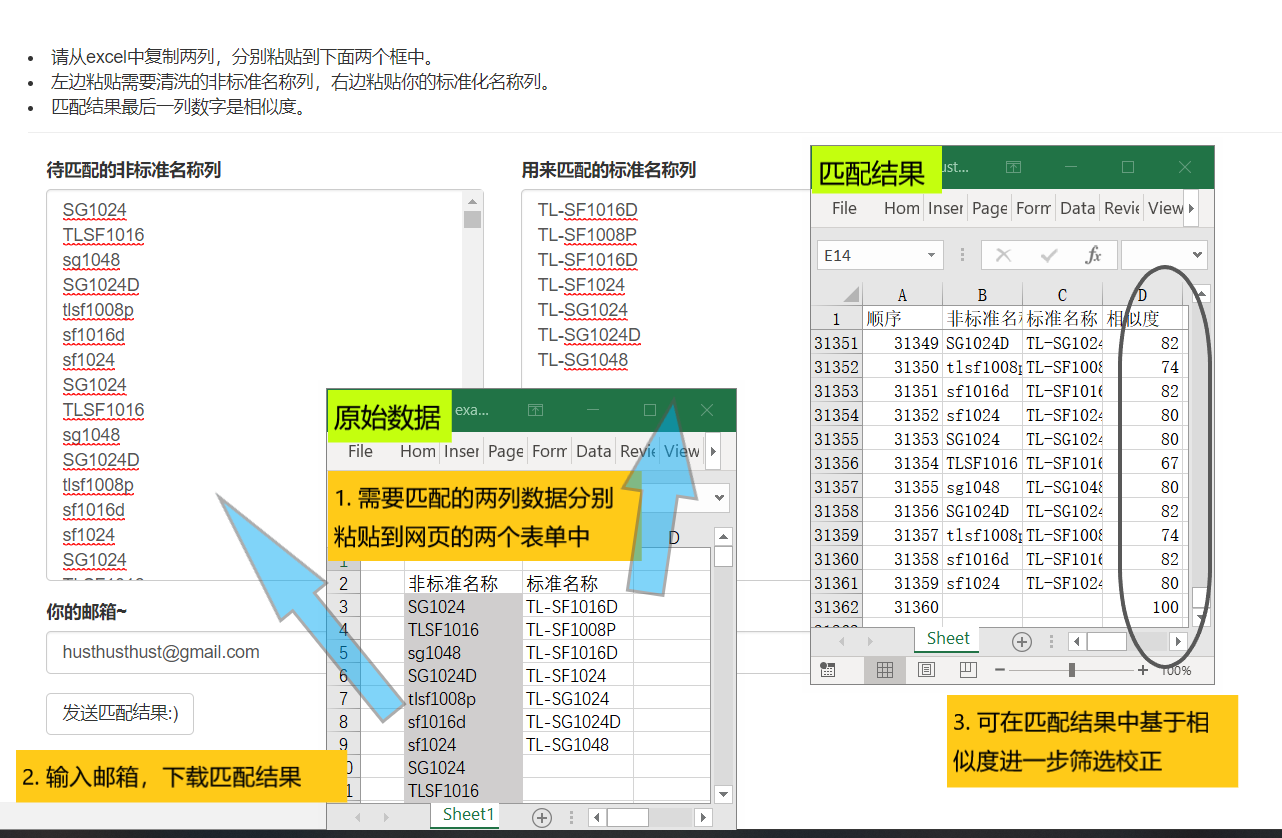 请从excel中复制两列，分别粘贴到下面两个框中。
左边粘贴需要清洗的非标准名称列，右边粘贴你的标准化名称列。
匹配结果最后一列数字是相似度。
待匹配的非标准名称列
SG1024
TLSF1016
sg1048
SG1024D
tlsf1008p
sf1016d
sf1024
SG1024
TLSF1016
sg1048
SG1024D
tlsf1008p
sf1016d
sf1024
SG1024
用来匹配的标准名称列
TL-SF1016D
TL-SF1008P
TL-SF1016D
TL-SF1024
TL-SG1024
TL-SG1024D
TL-SG1048
你的邮箱~
husthusthust@gmail.com
发送匹配结果:)
2. 输入邮箱，下载匹配结果
原始数据 exa...
File Hom Inser Page Form Data Revie View
1. 需要匹配的两列数据分别
粘贴到网页的两个表单中
D
1
2 非标准名称 标准名称
3 SG1024 TL-SF1016D
4 TLSF1016 TL-SF1008P
5 sg1048 TL-SF1016D
6 SG1024D TL-SF1024
7 tlsf1008p TL-SG1024
8 sf1016d TL-SG1024D
9 sf1024 TL-SG1048
0 SG1024
1 TLSF1016
Sheet1
匹配结果 ust...
File Hom Inser Page Form Data Revie View
E14 fx
A B C D
1 顺序 非标准名称 标准名称 相似度
31351 31349 SG1024D TL-SG1024 82
31352 31350 tlsf1008p TL-SF1008 74
31353 31351 sf1016d TL-SF1016 82
31354 31352 sf1024 TL-SF1024 80
31355 31353 SG1024 TL-SG1024 80
31356 31354 TLSF1016 TL-SF1016 67
31357 31355 sg1048 TL-SG1048 80
31358 31356 SG1024D TL-SG1024 82
31359 31357 tlsf1008p TL-SF1008 74
31360 31358 sf1016d TL-SF1016 82
31361 31359 sf1024 TL-SF1024 80
31362 31360 100
Sheet
100%
3. 可在匹配结果中基于相
似度进一步筛选校正